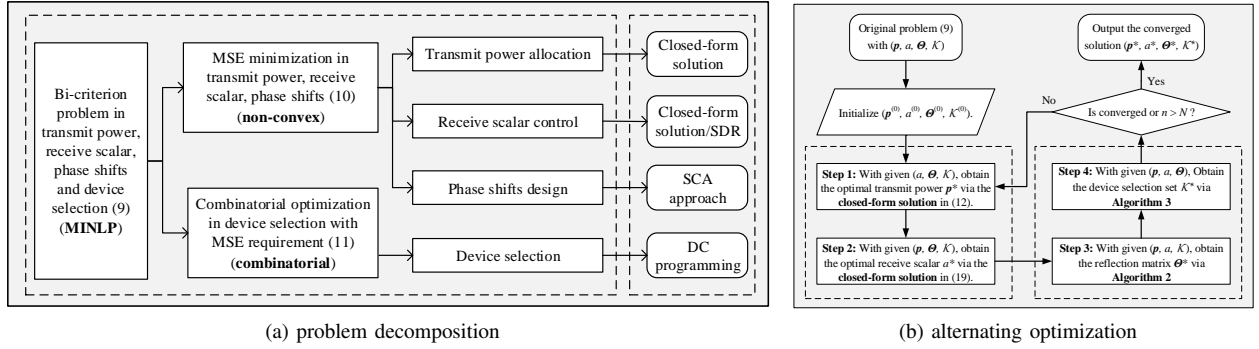 Bi-criterion
problem in
transmit power,
receive scalar,
phase shifts
and device
selection (9)
(MINLP)
MSE minimization in
transmit power, receive
scalar, phase shifts (10)
(non-convex)
Combinatorial optimization
in device selection with
MSE requirement (11)
(combinatorial)
Transmit power allocation
Receive scalar control
Phase shifts design
Device selection
Closed-form
solution
Closed-form
solution/SDR
SCA
approach
DC
programming
(a) problem decomposition
Original problem (9)
with (p, a, Θ, 𝒦)
Initialize (p⁽⁰⁾, a⁽⁰⁾, Θ⁽⁰⁾, 𝒦⁽⁰⁾).
Step 1: With given (a, Θ, 𝒦), obtain
the optimal transmit power p* via the
closed-form solution in (12).
Step 2: With given (p, Θ, 𝒦), obtain
the optimal receive scalar a* via the
closed-form solution in (19).
Output the converged
solution (p*, a*, Θ*, 𝒦*)
Yes
No
Is converged or n > N ?
Step 4: With given (p, a, Θ), Obtain
the device selection set 𝒦* via
Algorithm 3
Step 3: With given (p, a, 𝒦), obtain
the reflection matrix Θ* via
Algorithm 2
(b) alternating optimization